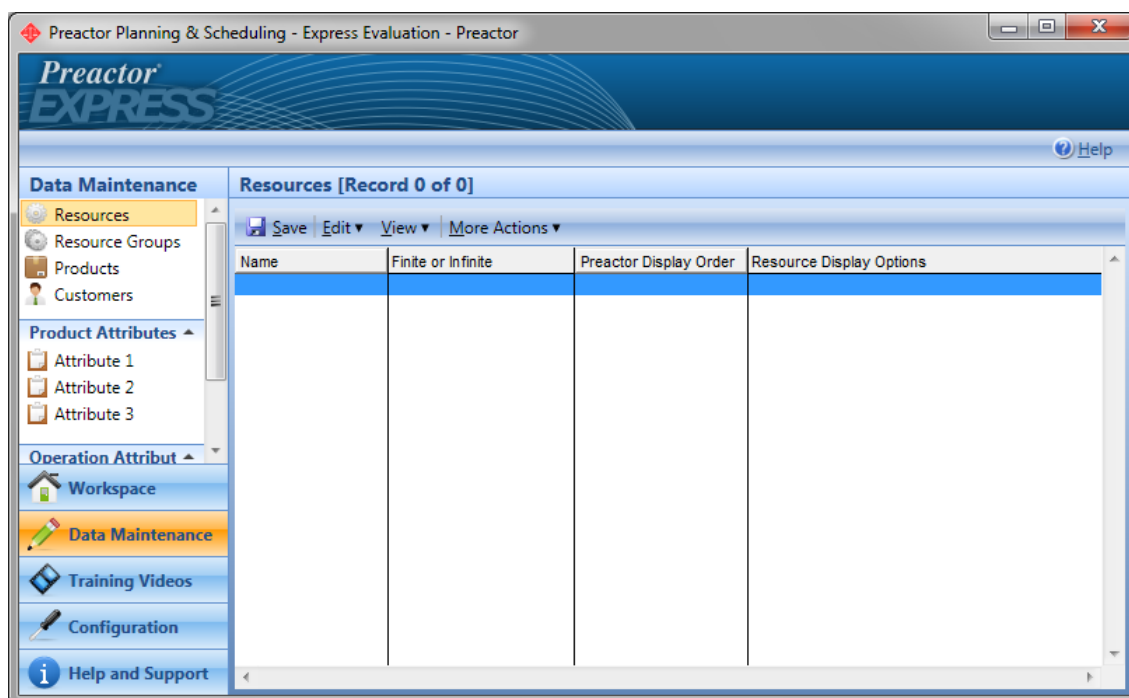 Preactor Planning & Scheduling - Express Evaluation - Preactor
Preactor
EXPRESS
Help
Data Maintenance
Resources
Resource Groups
Products
Customers
Product Attributes
Attribute 1
Attribute 2
Attribute 3
Operation Attribut
Workspace
Data Maintenance
Training Videos
Configuration
Help and Support
Resources [Record 0 of 0]
Save Edit View More Actions
Name Finite or Infinite Preactor Display Order Resource Display Options